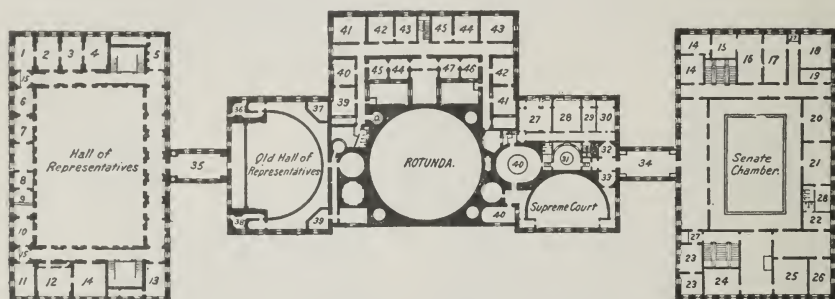 1 2 3 4 5
15
6
7
8
9
10
15
11 12 14 13
Hall of
Representatives
35
36 37
Old Hall of
Representatives
38 39
41 42 43 45 44 43
40 45 44 47 46 42
39 41
ROTUNDA.
40
40
27 28 29 30
31 32
33
Supreme Court
34
14 15 16 17 18
14 19
20
21
28
22
Senate
Chamber.
27
23
23 24 25 26